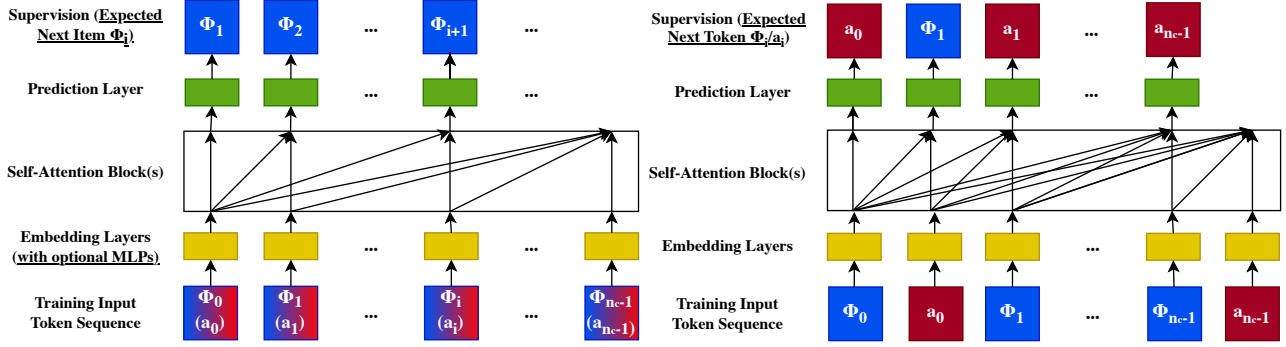 Supervision (Expected
Next Item Φi)
Φ1
Φ2
...
Φi+1
...
Prediction Layer
...
...
Self-Attention Block(s)
Embedding Layers
(with optional MLPs)
...
...
Training Input
Token Sequence
Φ0
(a0)
Φ1
(a1)
...
Φi
(ai)
...
Φnc-1
(anc-1)
Supervision (Expected
Next Token Φi/ai)
a0
Φ1
a1
...
anc-1
Prediction Layer
...
Self-Attention Block(s)
Embedding Layers
...
Training Input
Token Sequence
Φ0
a0
Φ1
...
Φnc-1
anc-1